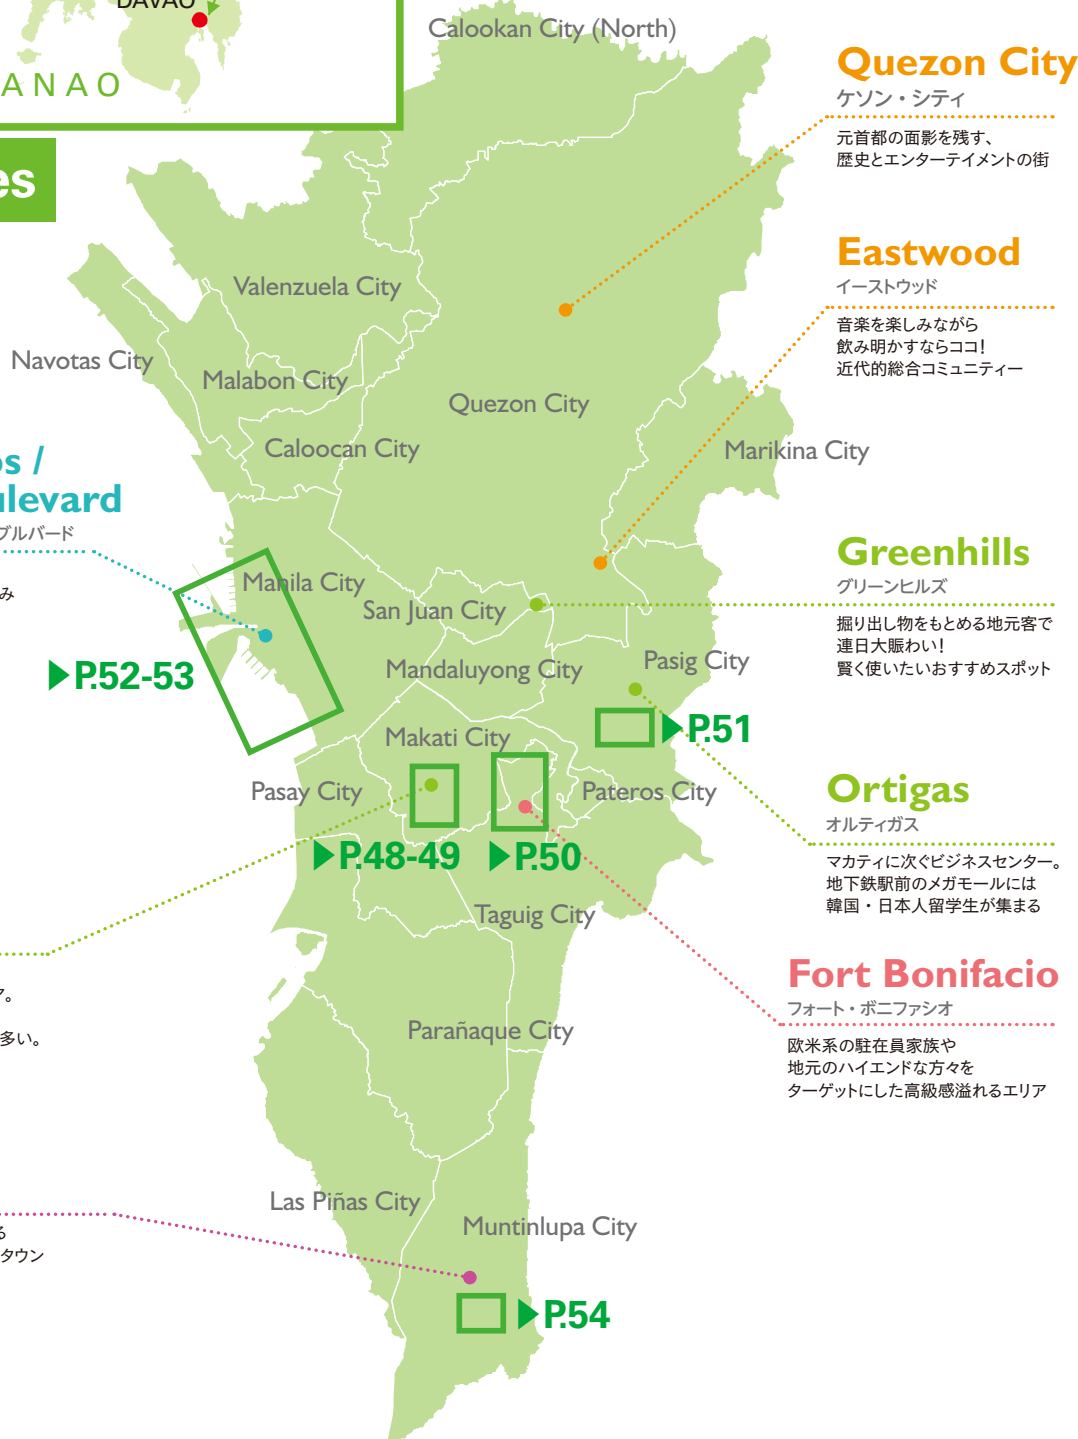 DAVAO
ANAO
es
Calookan City (North)
Quezon City
ケソン・シティ
元首都の面影を残す、
歴史とエンターテイメントの街
Eastwood
イーストウッド
音楽を楽しみながら
飲み明かすならココ!
近代的総合コミュニティー
Valenzuela City
Navotas City
Malabon City
Quezon City
Caloocan City
Marikina City
os /
ulevard
ブルバード
み
Greenhills
グリーンヒルズ
掘り出し物をもとめる地元客で
連日大賑わい!
賢く使いたいおすすめスポット
Manila City
San Juan City
Mandaluyong City
Pasig City
P.52-53
P.51
Makati City
Pasay City
Pateros City
Ortigas
オルティガス
マカティに次ぐビジネスセンター。
地下鉄駅前のメガモールには
韓国・日本人留学生が集まる
P.48-49
P.50
Taguig City
Fort Bonifacio
フォート・ボニファシオ
欧米系の駐在員家族や
地元のハイエンドな方々を
ターゲットにした高級感溢れるエリア
ア。
多い。
Parañaque City
Las Piñas City
Muntinlupa City
る
タウン
P.54